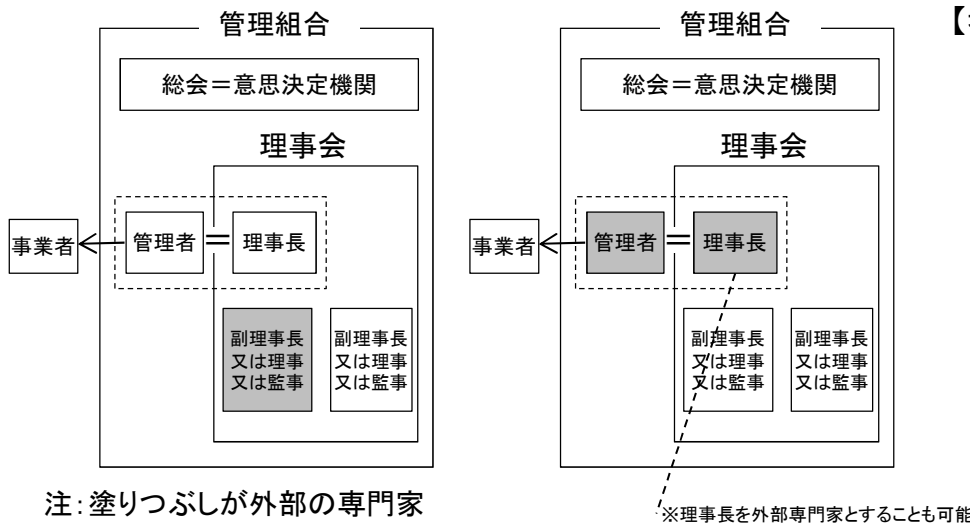 管理組合
総会＝意思決定機関
理事会
事業者
管理者
＝
理事長
副理事長
又は理事
又は監事
副理事長
又は理事
又は監事
注：塗りつぶしが外部の専門家
【
管理組合
総会＝意思決定機関
理事会
事業者
管理者
＝
理事長
副理事長
又は理事
又は監事
副理事長
又は理事
又は監事
※理事長を外部専門家とすることも可能